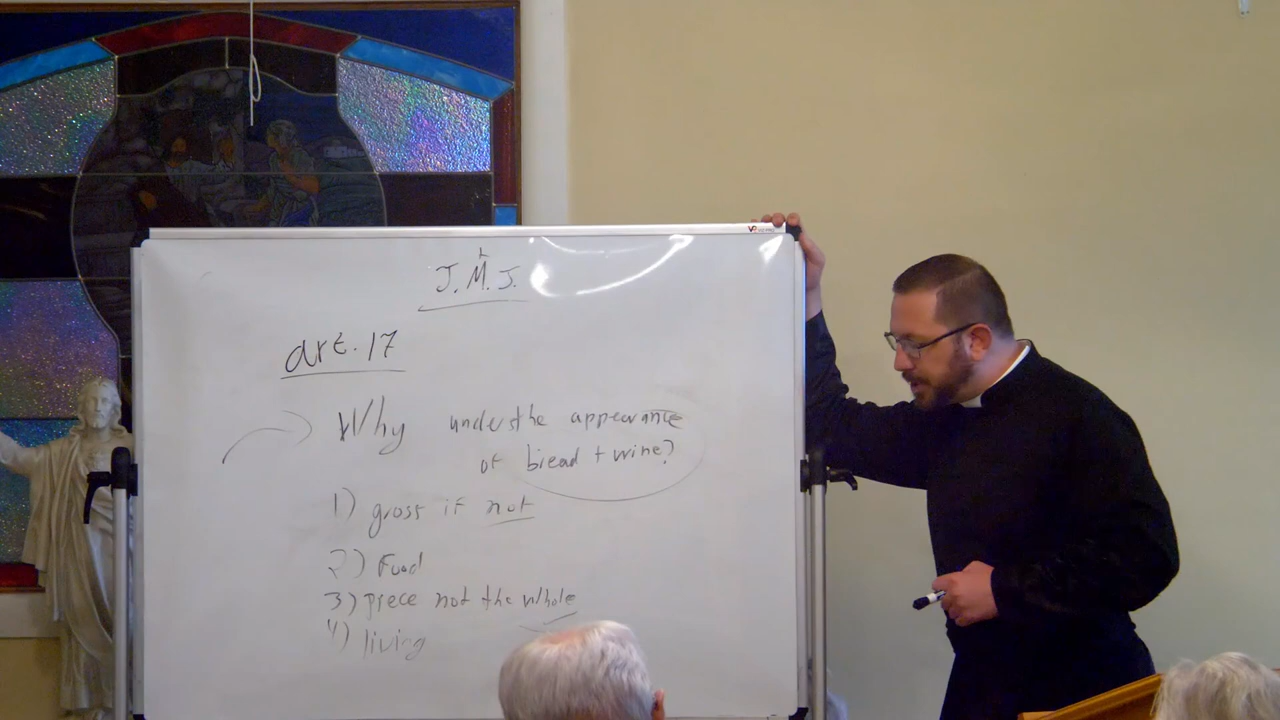 J.M.J.
art. 17
Why under the appearance
of bread + wine?
1) gross if not
2) Food
3) piece not the whole
4) living